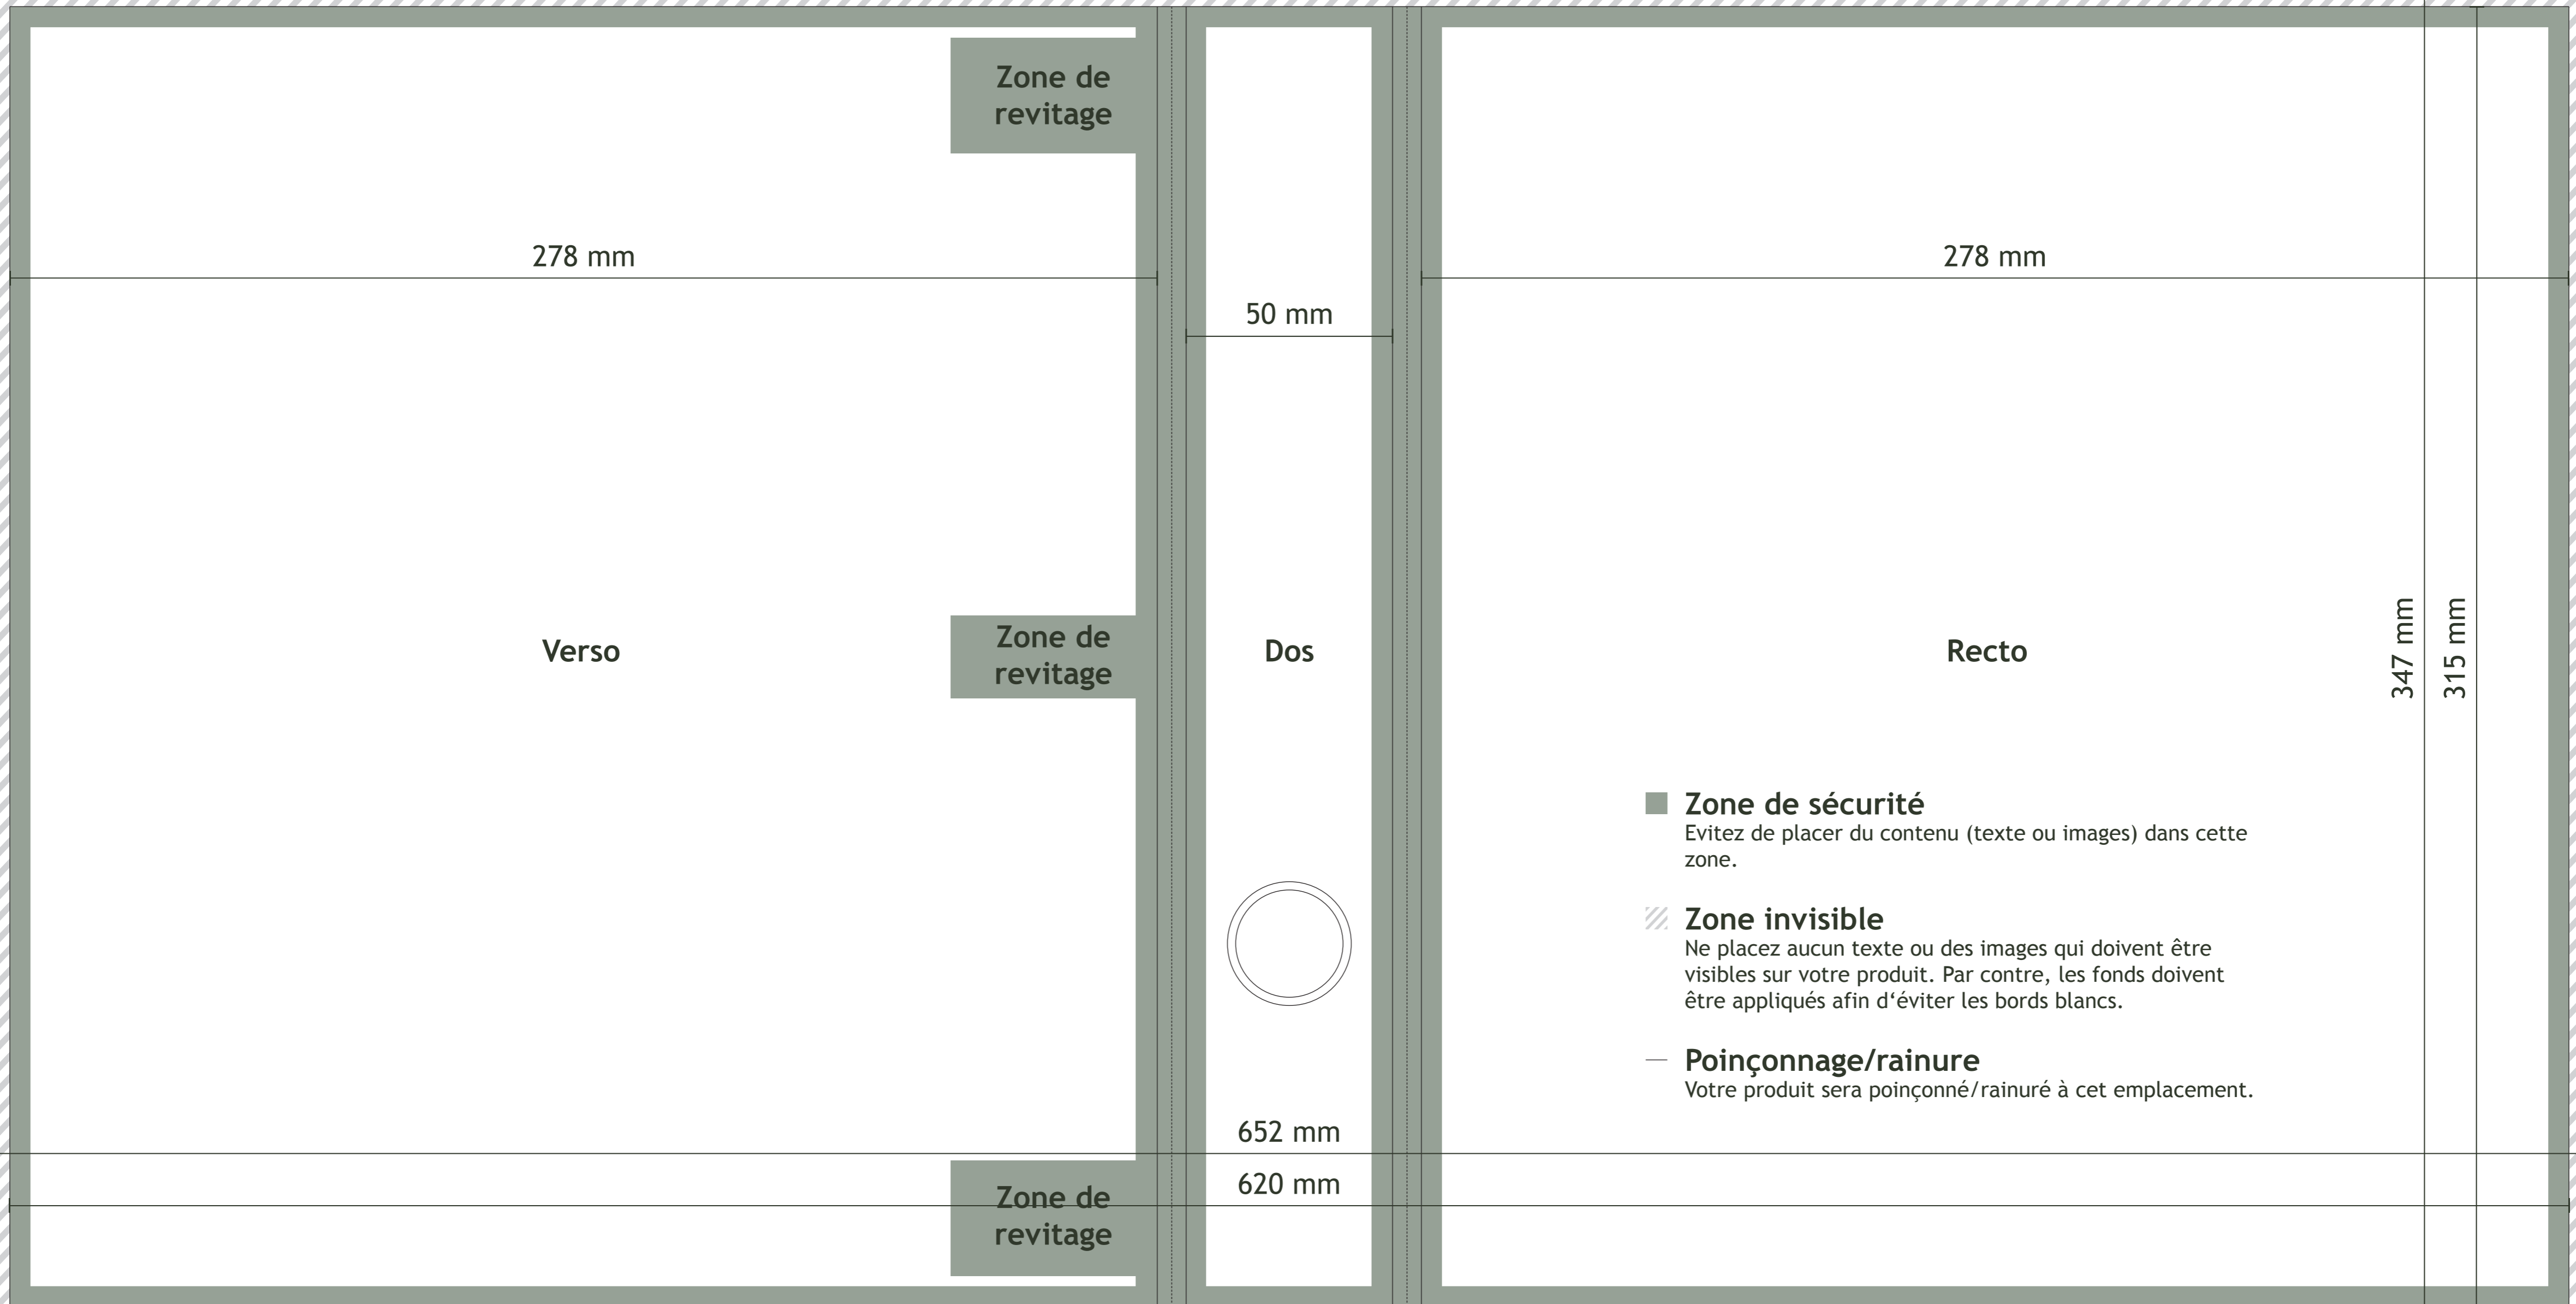 Zone de
revitage
278 mm
278 mm
50 mm
Zone de
revitage
Verso
Dos
Recto
347 mm
315 mm
Zone de sécurité
Evitez de placer du contenu (texte ou images) dans cette
zone.
Zone invisible
Ne placez aucun texte ou des images qui doivent être
visibles sur votre produit. Par contre, les fonds doivent
être appliqués afin d‘éviter les bords blancs.
Poinçonnage/rainure
Votre produit sera poinçonné/rainuré à cet emplacement.
652 mm
620 mm
Zone de
revitage